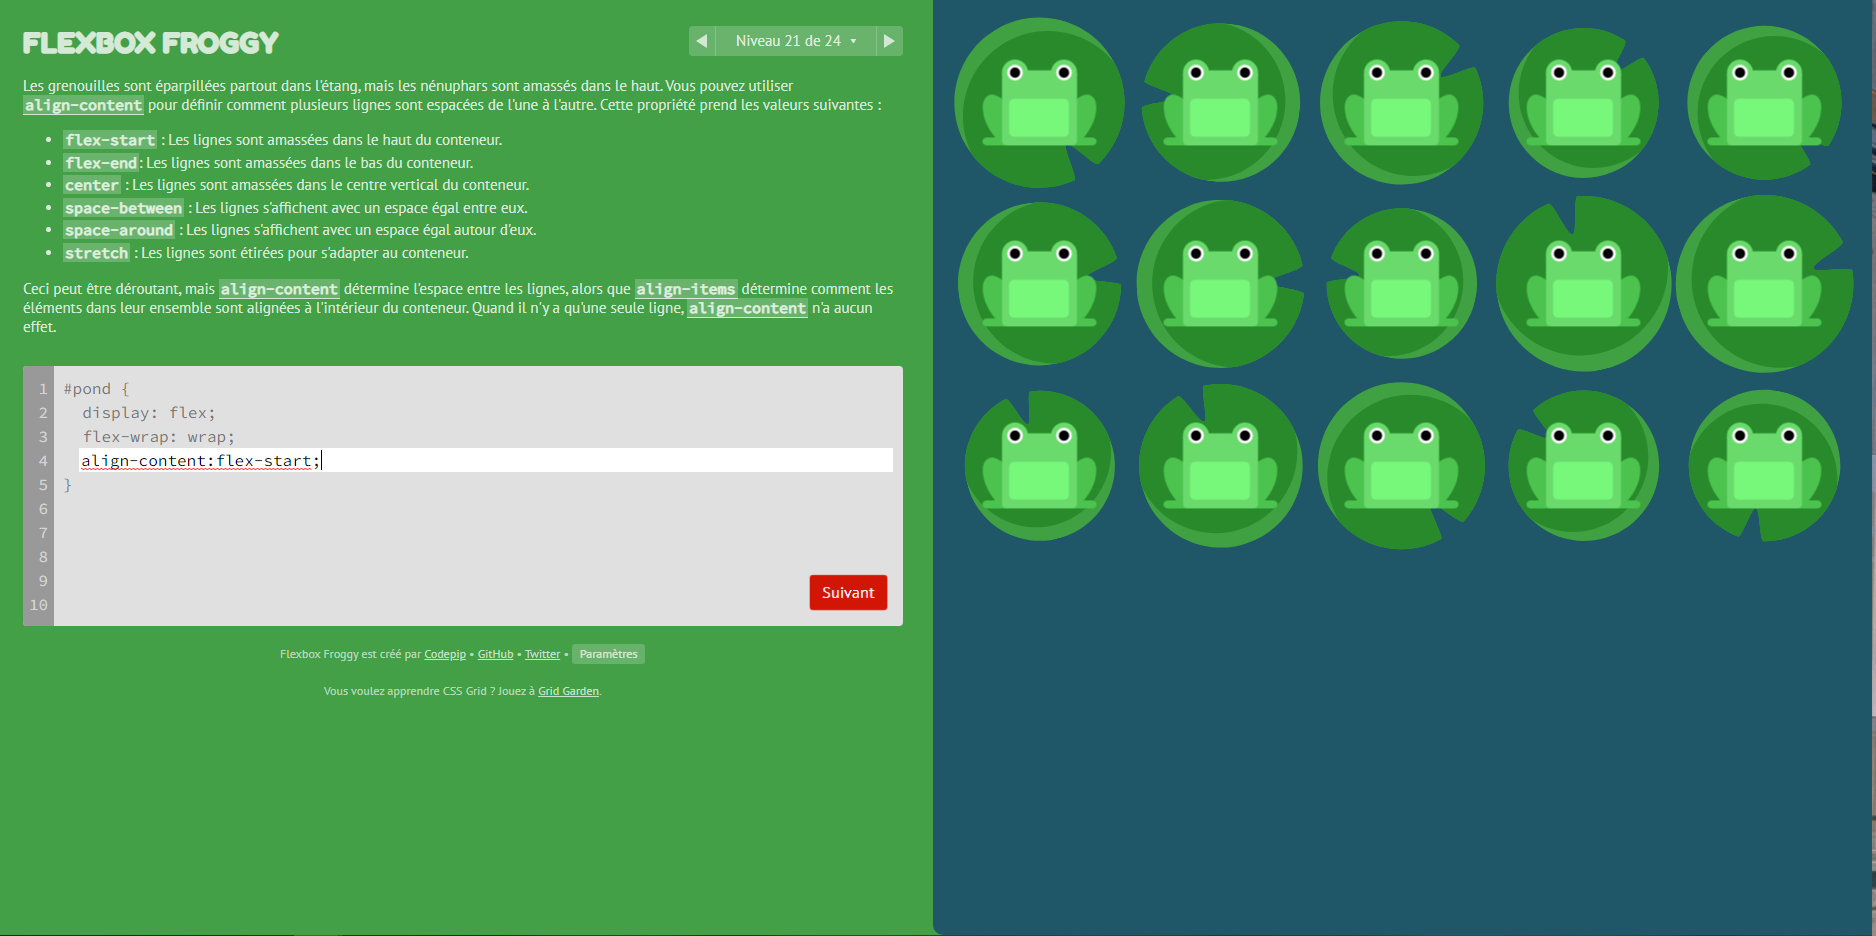 FLEXBOX FROGGY
Niveau 21 de 24
Les grenouilles sont éparpillées partout dans l'étang, mais les nénuphars sont amassés dans le haut. Vous pouvez utiliser
align-content pour définir comment plusieurs lignes sont espacées de l'une à l'autre. Cette propriété prend les valeurs suivantes :
• flex-start : Les lignes sont amassées dans le haut du conteneur.
• flex-end: Les lignes sont amassées dans le bas du conteneur.
• center : Les lignes sont amassées dans le centre vertical du conteneur.
• space-between : Les lignes s'affichent avec un espace égal entre eux.
• space-around : Les lignes s'affichent avec un espace égal autour d'eux.
• stretch : Les lignes sont étirées pour s'adapter au conteneur.
Ceci peut être déroutant, mais align-content détermine l'espace entre les lignes, alors que align-items détermine comment les
éléments dans leur ensemble sont alignées à l'intérieur du conteneur. Quand il n'y a qu'une seule ligne, align-content n'a aucun
effet.
1 #pond {
2 display: flex;
3 flex-wrap: wrap;
4 align-content:flex-start;
5 }
6
7
8
9
10
Suivant
Flexbox Froggy est créé par Codepip • GitHub • Twitter • Paramètres
Vous voulez apprendre CSS Grid ? Jouez à Grid Garden.